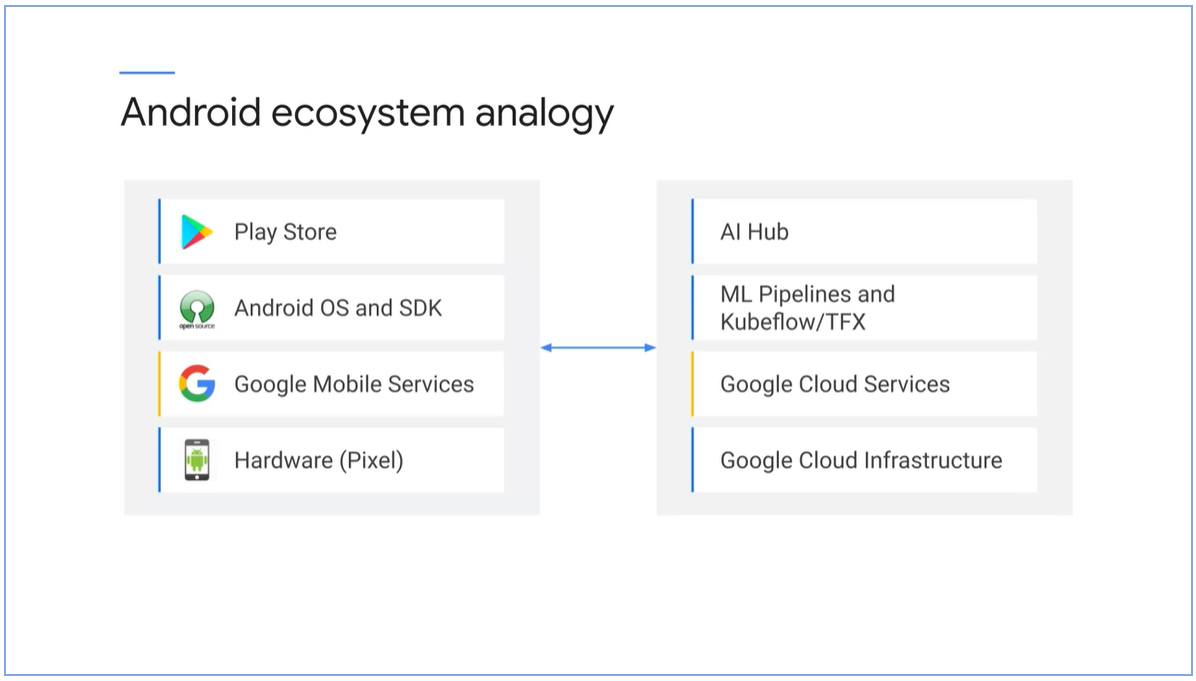 Android ecosystem analogy
Play Store
open source
Android OS and SDK
Google Mobile Services
Hardware (Pixel)
AI Hub
ML Pipelines and
Kubeflow/TFX
Google Cloud Services
Google Cloud Infrastructure